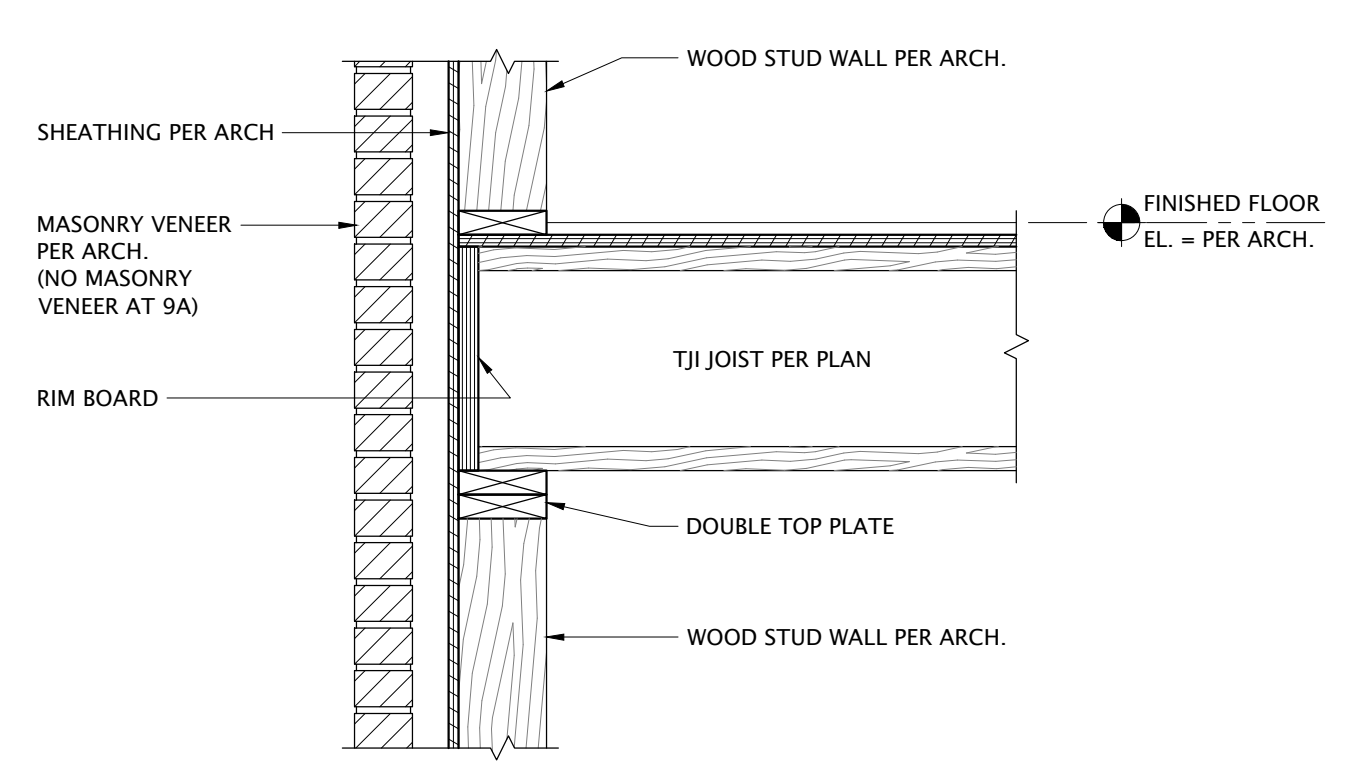 WOOD STUD WALL PER ARCH.
SHEATHING PER ARCH
FINISHED FLOOR
EL. = PER ARCH.
MASONRY VENEER
PER ARCH.
(NO MASONRY
VENEER AT 9A)
TJI JOIST PER PLAN
RIM BOARD
DOUBLE TOP PLATE
WOOD STUD WALL PER ARCH.